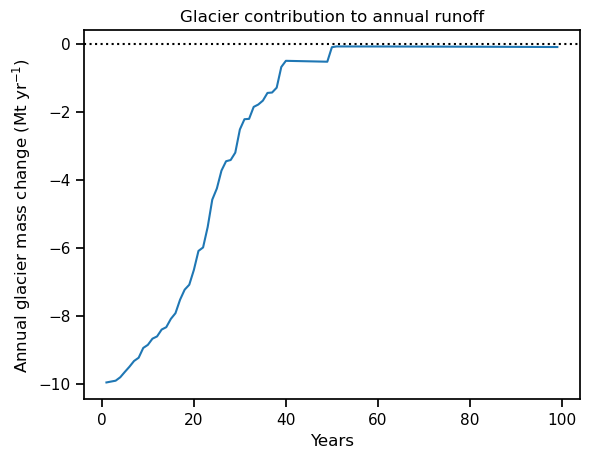 Glacier contribution to annual runoff
Annual glacier mass change (Mt yr⁻¹)
0
−2
−4
−6
−8
−10
0 20 40 60 80 100
Years